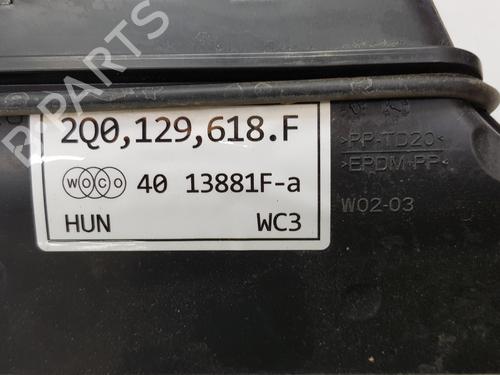 B-PARTS
2Q0,129,618.F
WOCO 40 13881F-a
HUN WC3
>PP-TD20<
>EPDM-PP<
W02-03